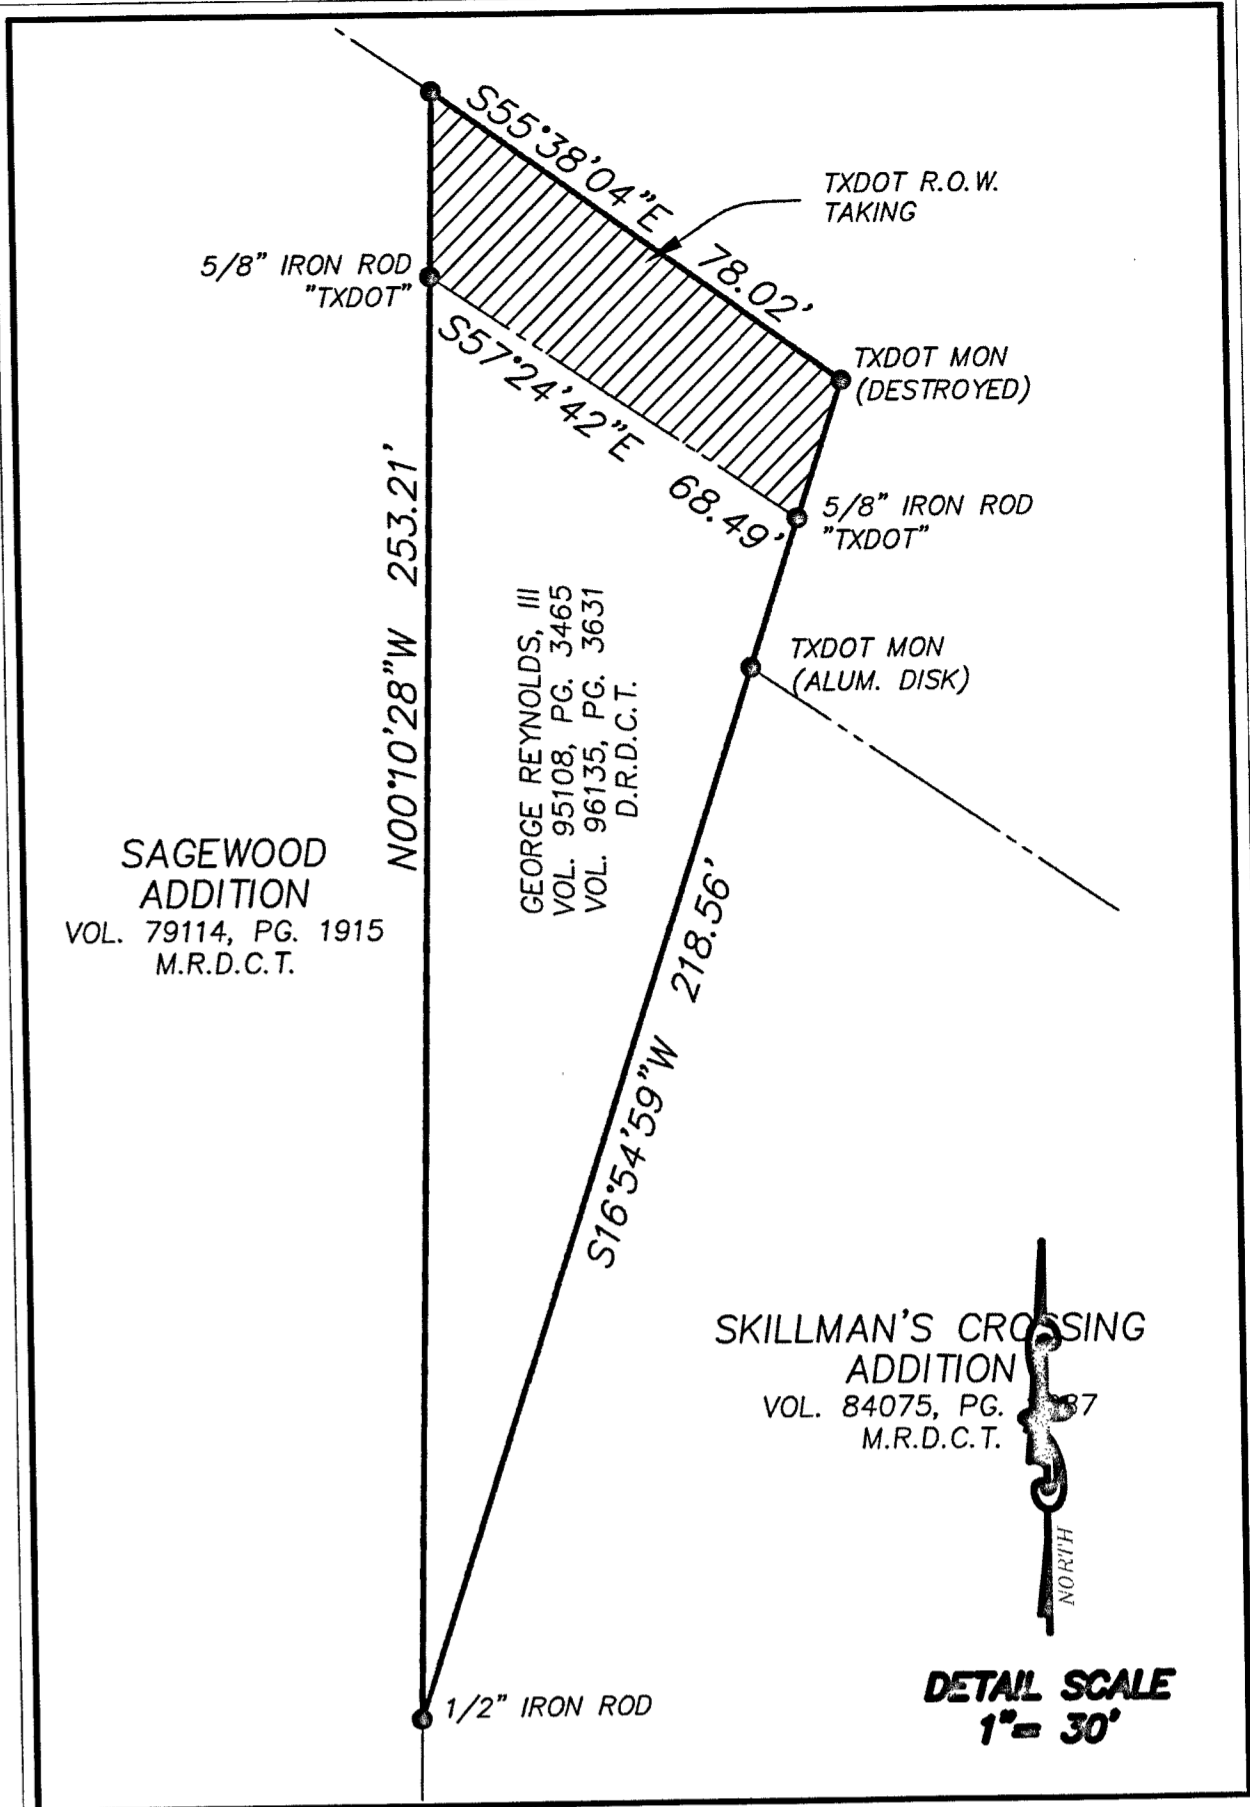 S55°38'04"E 78.02'
TXDOT R.O.W.
TAKING
5/8" IRON ROD
"TXDOT"
S57°24'42"E 68.49'
TXDOT MON
(DESTROYED)
5/8" IRON ROD
"TXDOT"
N00°10'28"W 253.21'
GEORGE REYNOLDS, III
VOL. 95108, PG. 3465
VOL. 96135, PG. 3631
D.R.D.C.T.
TXDOT MON
(ALUM. DISK)
SAGEWOOD
ADDITION
VOL. 79114, PG. 1915
M.R.D.C.T.
S16°54'59"W 218.56'
SKILLMAN'S CROSSING
ADDITION
VOL. 84075, PG.
M.R.D.C.T.
NORTH
1/2" IRON ROD
DETAIL SCALE
1"= 30'